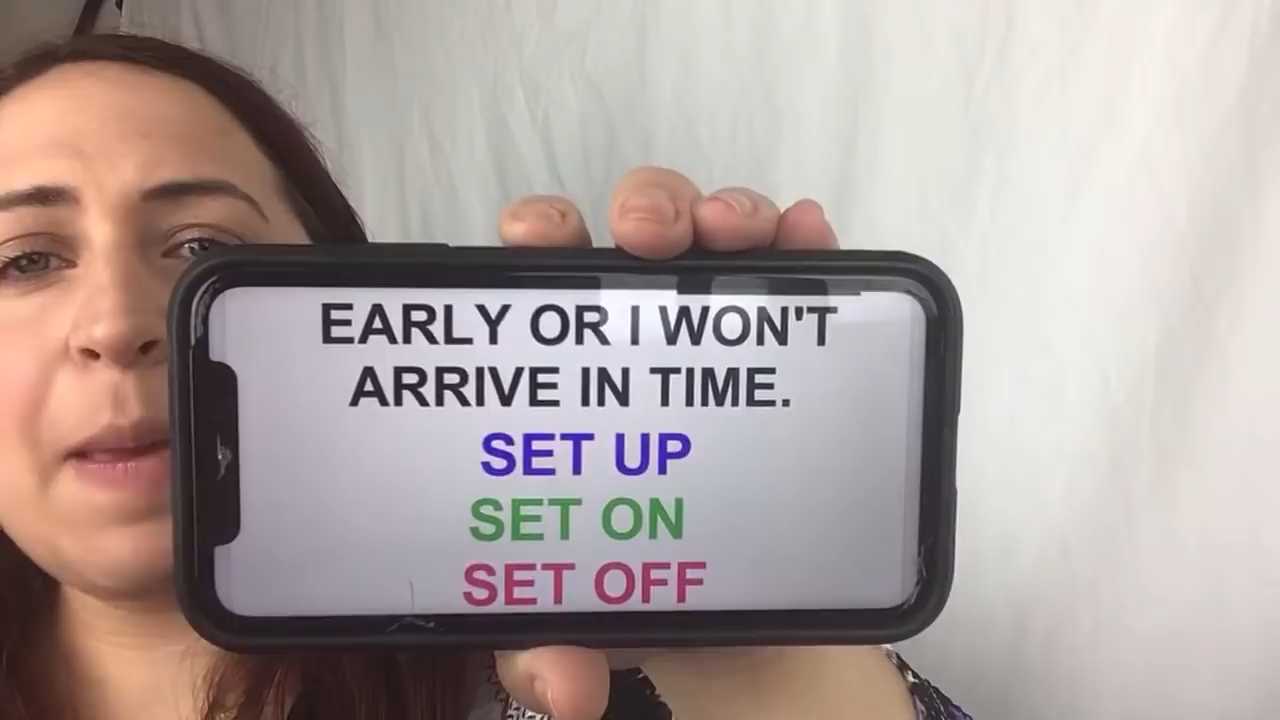 EARLY OR I WON'T
ARRIVE IN TIME.
SET UP
SET ON
SET OFF